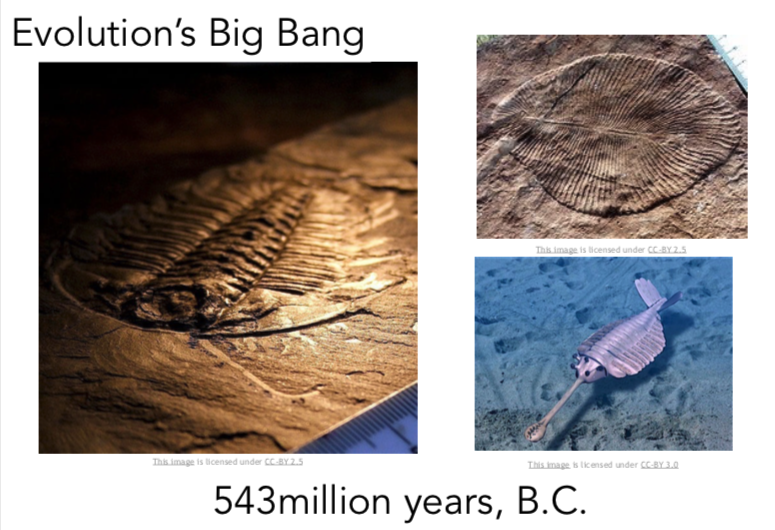 Evolution's Big Bang
This image is licensed under CC-BY 2.5
This image is licensed under CC-BY 2.5
This image is licensed under CC-BY 3.0
543million years, B.C.